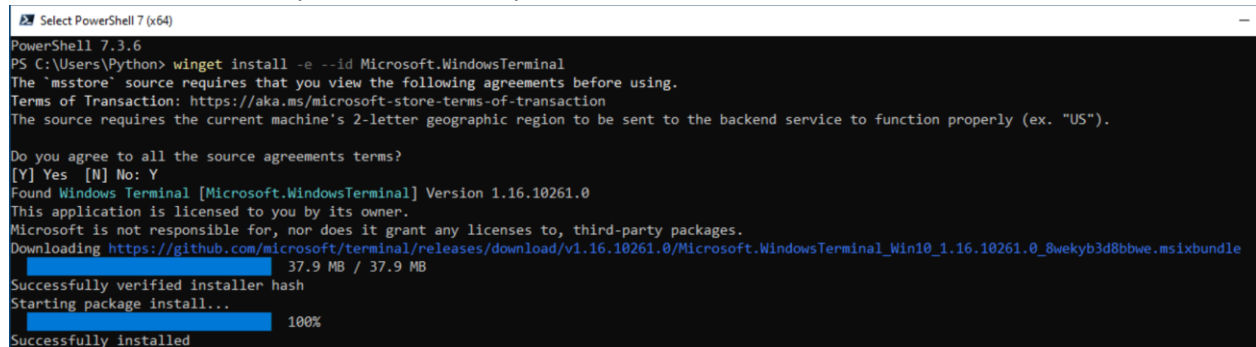 Select PowerShell 7 (x64)
PowerShell 7.3.6
PS C:\Users\Python> winget install -e --id Microsoft.WindowsTerminal
The `msstore` source requires that you view the following agreements before using.
Terms of Transaction: https://aka.ms/microsoft-store-terms-of-transaction
The source requires the current machine's 2-letter geographic region to be sent to the backend service to function properly (ex. "US").
Do you agree to all the source agreements terms?
[Y] Yes  [N] No: Y
Found Windows Terminal [Microsoft.WindowsTerminal] Version 1.16.10261.0
This application is licensed to you by its owner.
Microsoft is not responsible for, nor does it grant any licenses to, third-party packages.
Downloading https://github.com/microsoft/terminal/releases/download/v1.16.10261.0/Microsoft.WindowsTerminal_Win10_1.16.10261.0_8wekyb3d8bbwe.msixbundle
37.9 MB / 37.9 MB
Successfully verified installer hash
Starting package install...
100%
Successfully installed